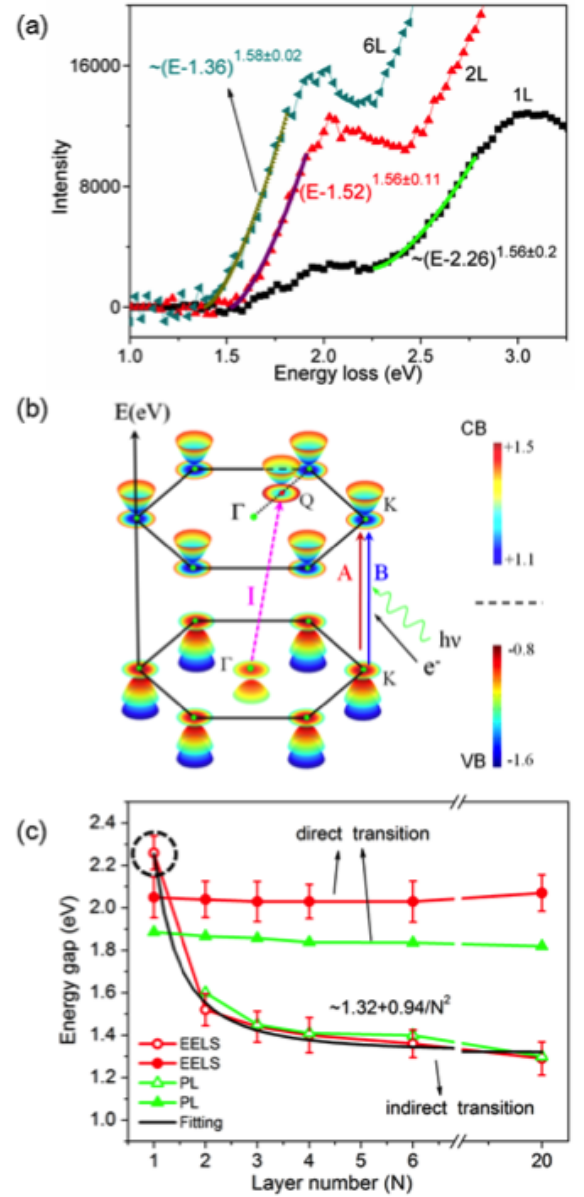 (a)
16000
8000
0
Intensity
~(E-1.36)^1.58±0.02
6L
2L
1L
~(E-1.52)^1.56±0.11
~(E-2.26)^1.56±0.2
1.0 1.5 2.0 2.5 3.0
Energy loss (eV)
(b)
E(eV)
CB
+1.5
+1.1
-0.8
-1.6
VB
Γ
Q
K
A
B
I
hν
e-
Γ
K
(c)
2.4
2.2
2.0
1.8
1.6
1.4
1.2
1.0
Energy gap (eV)
direct transition
~1.32+0.94/N²
indirect transition
EELS
EELS
PL
PL
Fitting
1 2 3 4 5 6 20
Layer number (N)